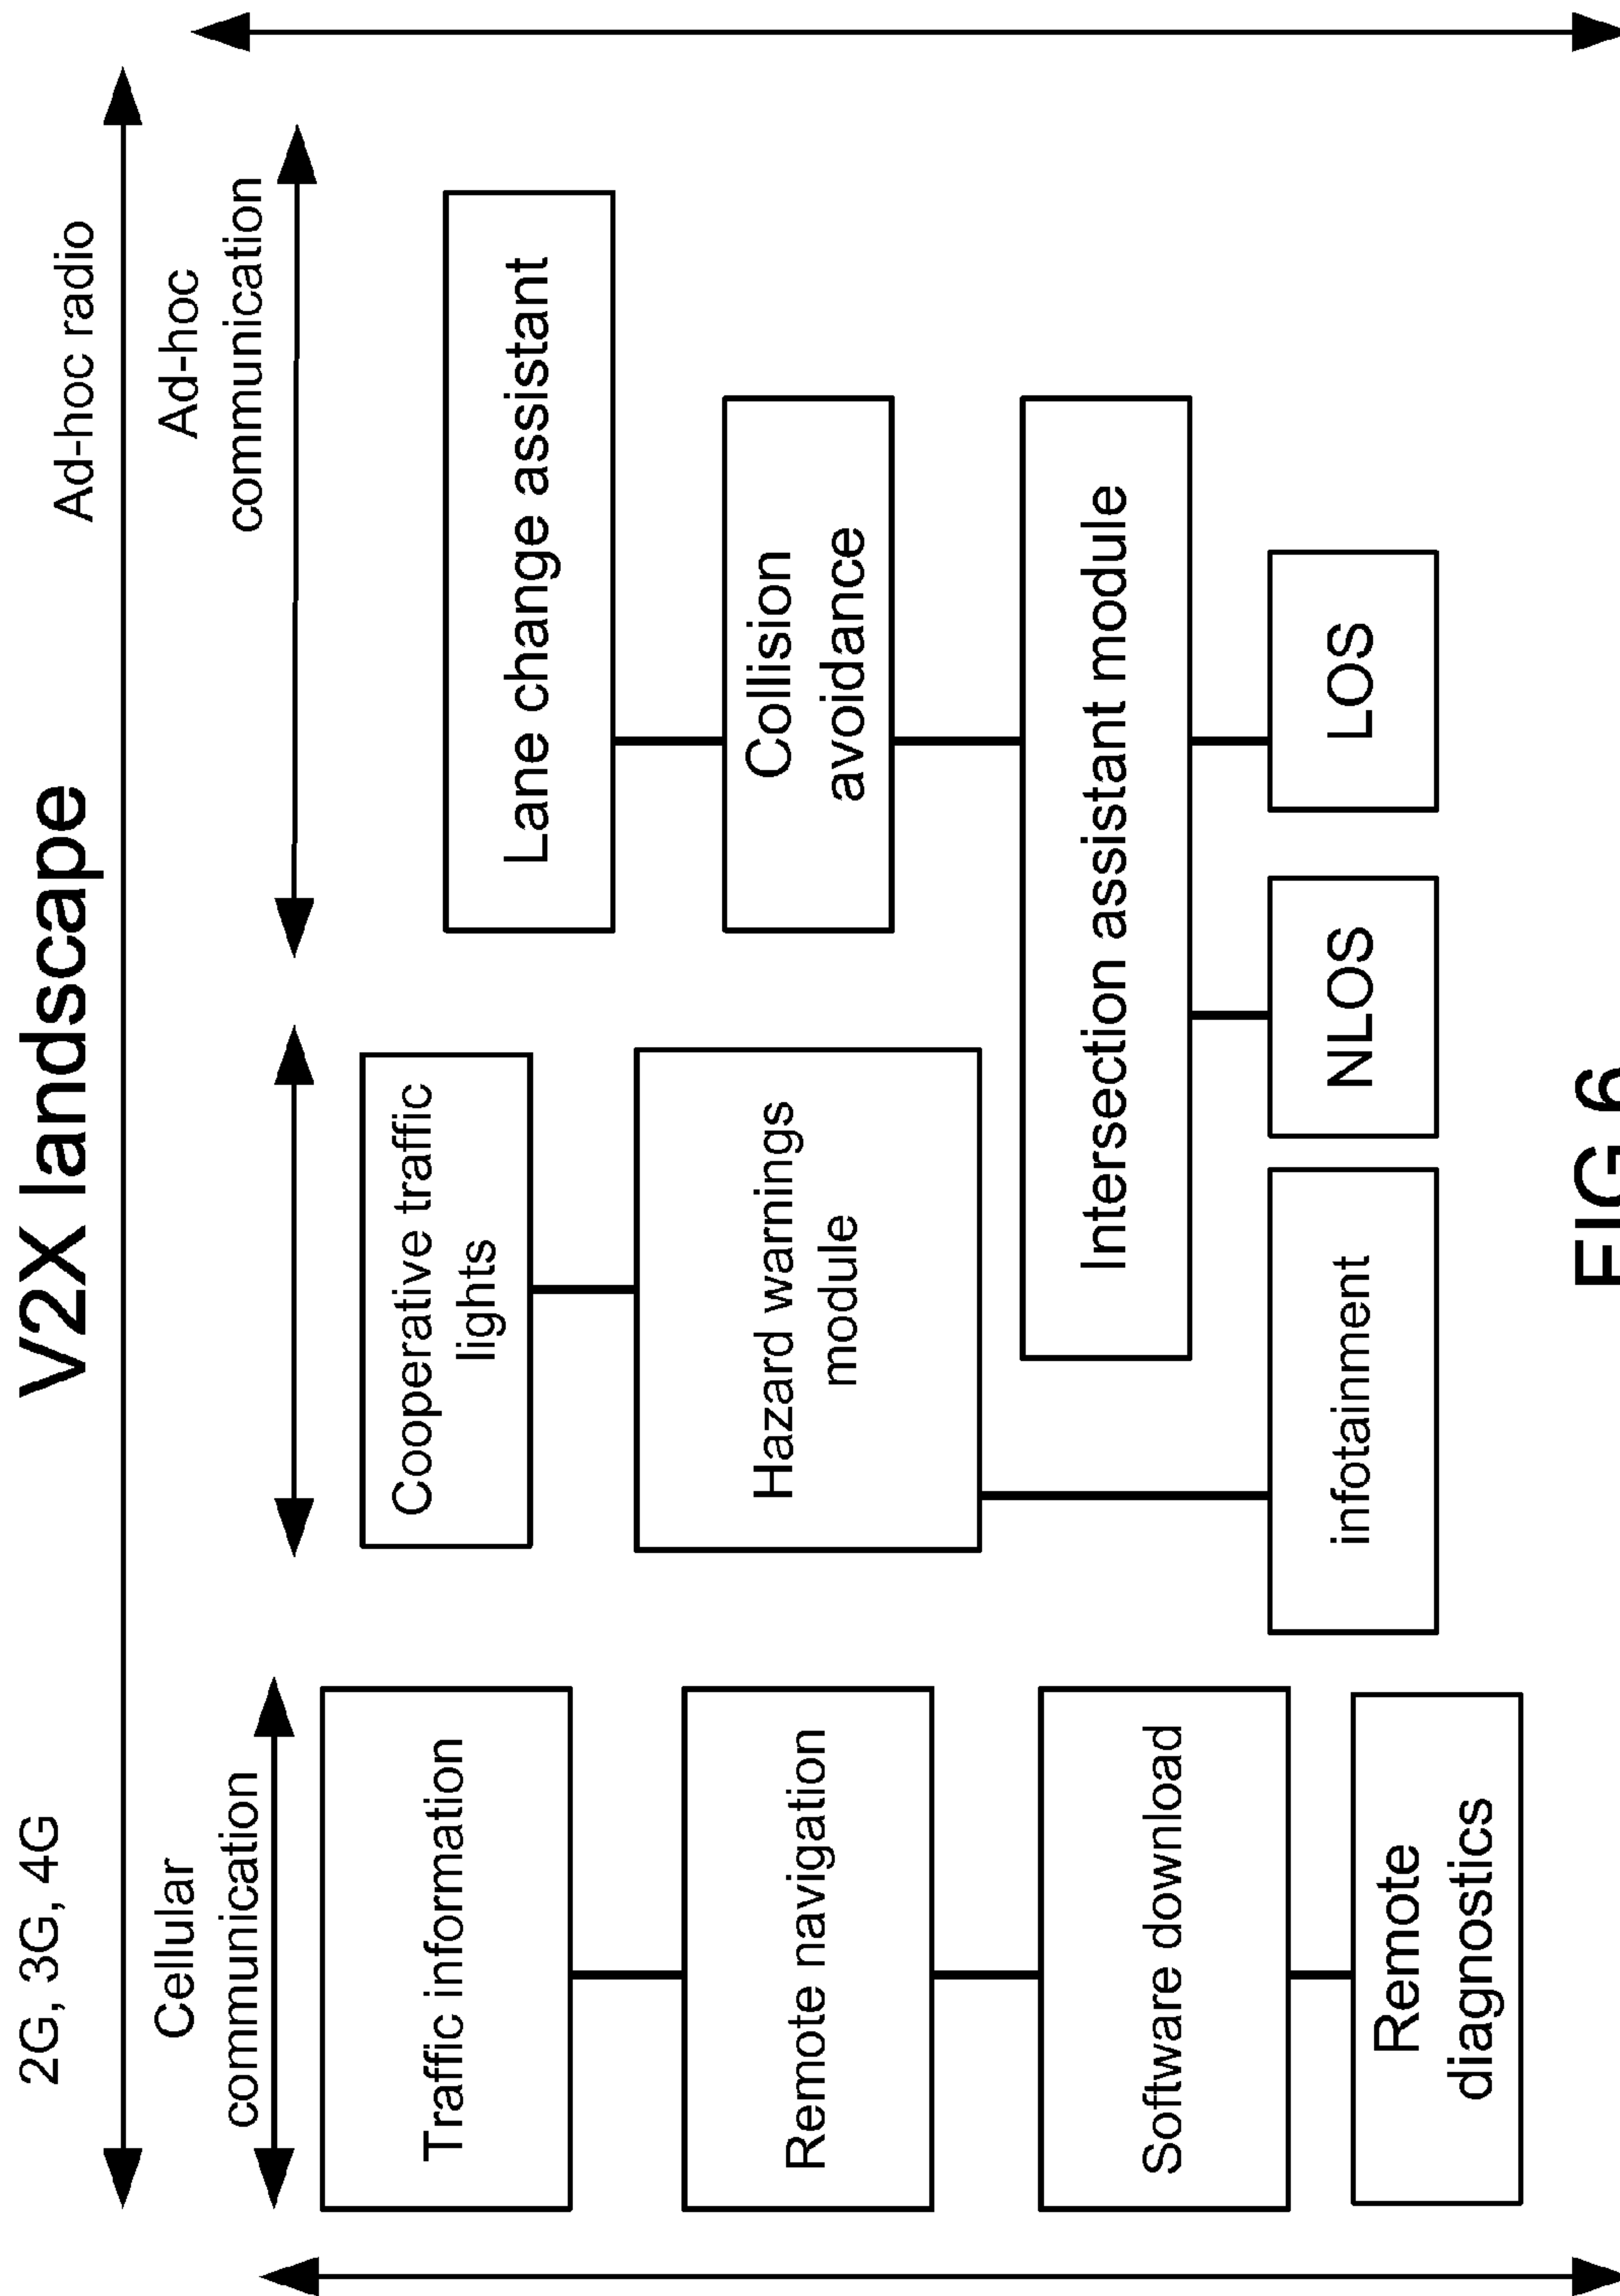 V2X landscape
2G, 3G, 4G
Ad-hoc radio
Cellular
communication
Ad-hoc
communication
Traffic information
Remote navigation
Software download
Remote
diagnostics
Cooperative traffic
lights
Hazard warnings
module
infotainment
Lane change assistant
Collision
avoidance
Intersection assistant module
NLOS
LOS
FIG 6